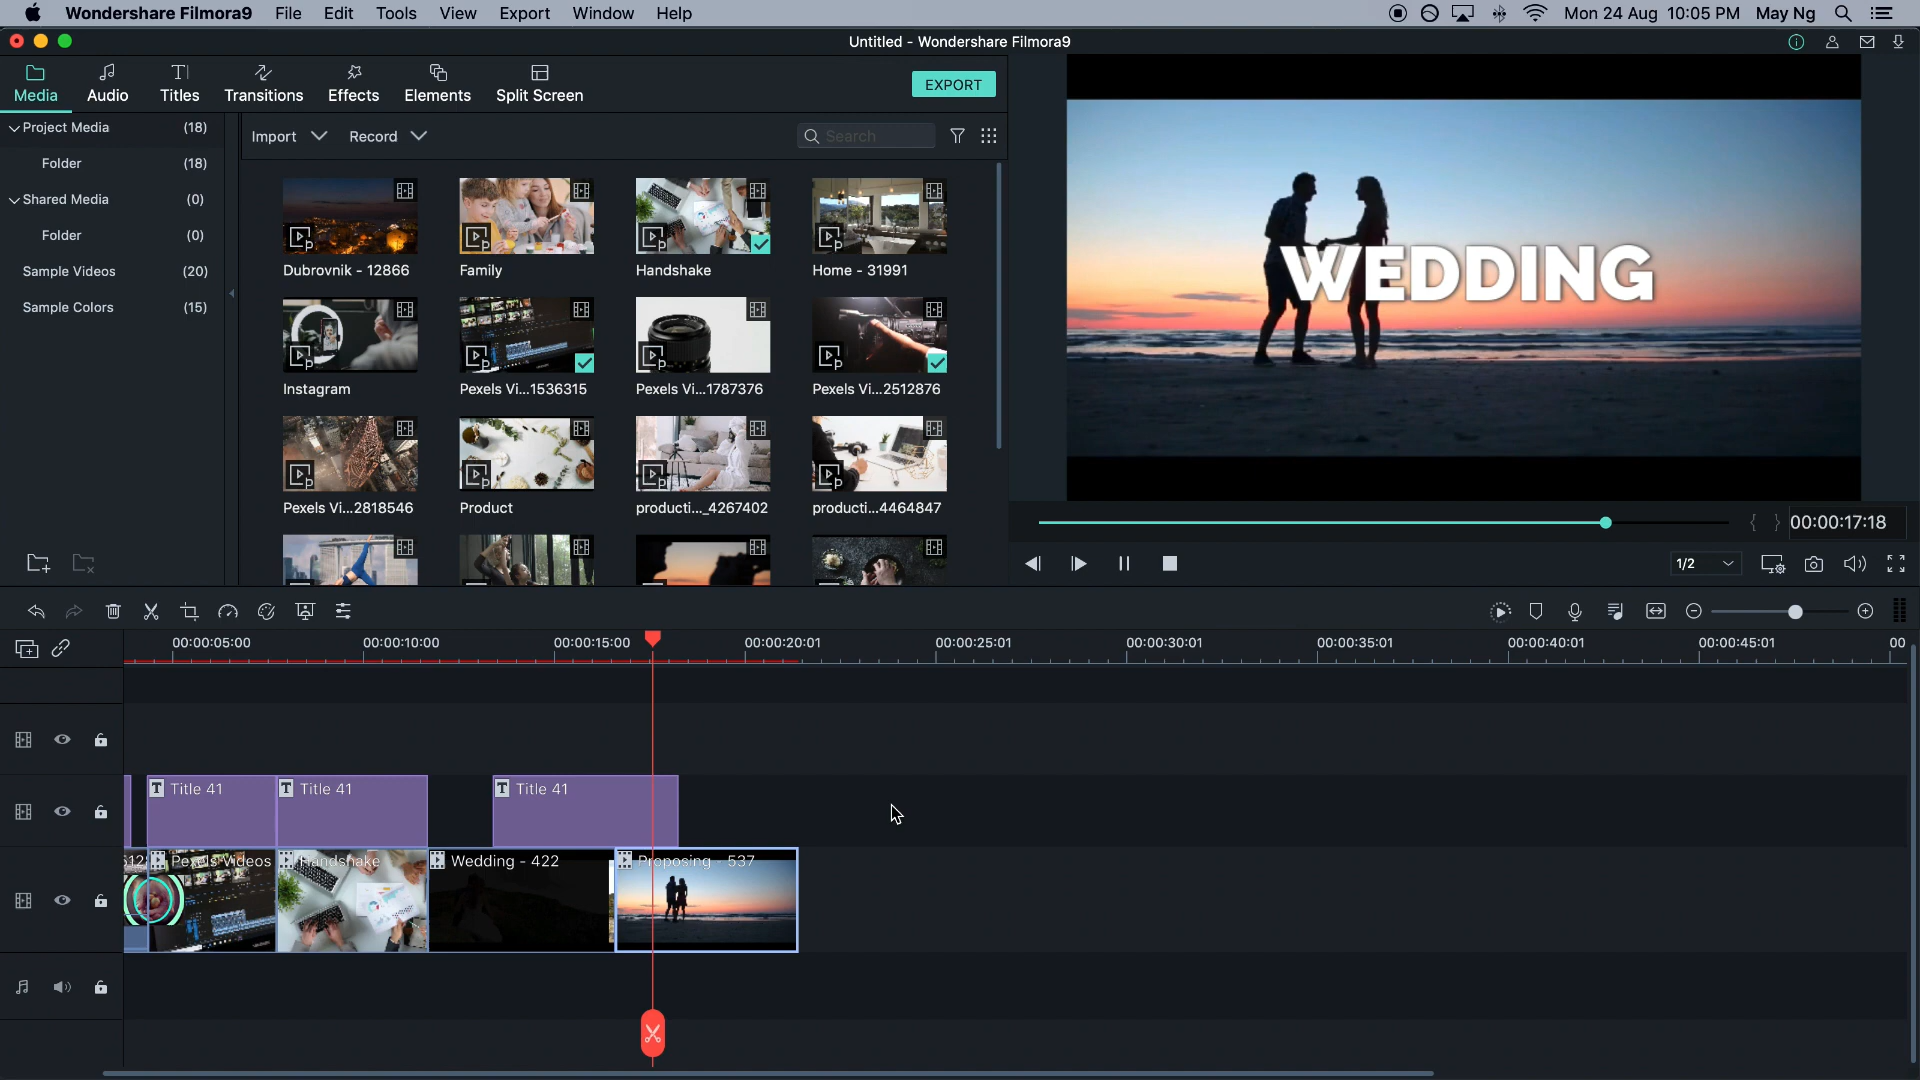 Wondershare Filmora9 File Edit Tools View Export Window Help Mon 24 Aug 10:05 PM May Ng
Untitled - Wondershare Filmora9
Media Audio Titles Transitions Effects Elements Split Screen EXPORT
Project Media (18)
Folder (18)
Shared Media (0)
Folder (0)
Sample Videos (20)
Sample Colors (15)
Import Record Search
Dubrovnik - 12866 Family Handshake Home - 31991
Instagram Pexels Vi...1536315 Pexels Vi...1787376 Pexels Vi...2512876
Pexels Vi...2818546 Product producti..._4267402 producti...4464847
WEDDING
{ } 00:00:17:18
1/2
00:00:05:00 00:00:10:00 00:00:15:00 00:00:20:01 00:00:25:01 00:00:30:01 00:00:35:01 00:00:40:01 00:00:45:01 00
T Title 41 T Title 41 T Title 41
Pexels Videos Handshake Wedding - 422 Proposing - 537